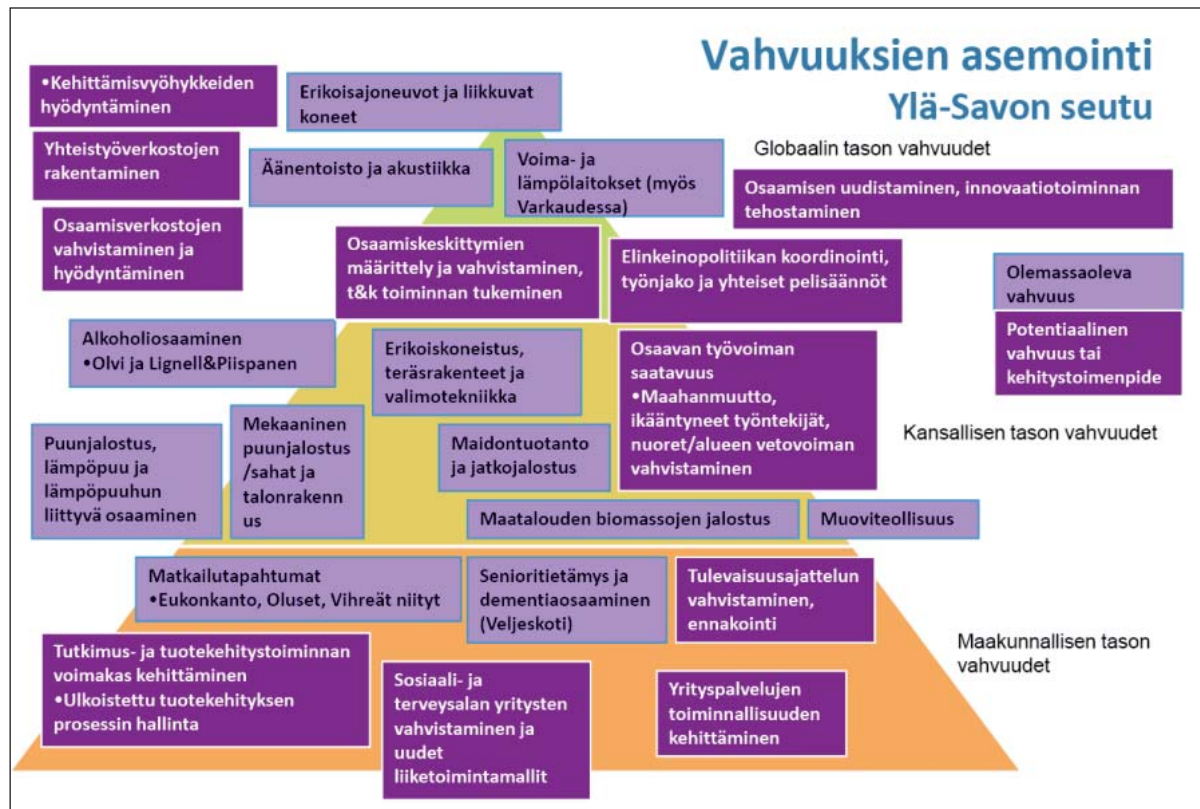 Vahvuuksien asemointi
Ylä-Savon seutu
•Kehittämisvyöhykkeiden
hyödyntäminen
Erikoisajoneuvot ja liikkuvat
koneet
Yhteistyöverkostojen
rakentaminen
Äänentoisto ja akustiikka
Voima- ja
lämpölaitokset (myös
Varkaudessa)
Globaalin tason vahvuudet
Osaamisen uudistaminen, innovaatiotoiminnan
tehostaminen
Osaamisverkostojen
vahvistaminen ja
hyödyntäminen
Osaamiskeskittymien
määrittely ja vahvistaminen,
t&k toiminnan tukeminen
Elinkeinopolitiikan koordinointi,
työnjako ja yhteiset pelisäännöt
Olemassaoleva
vahvuus
Potentiaalinen
vahvuus tai
kehitystoimenpide
Alkoholiosaaminen
•Olvi ja Lignell&Piispanen
Erikoiskoneistus,
teräsrakenteet ja
valimotekniikka
Osaavan työvoiman
saatavuus
•Maahanmuutto,
ikääntyneet työntekijät,
nuoret/alueen vetovoiman
vahvistaminen
Kansallisen tason vahvuudet
Puunjalostus,
lämpöpuu ja
lämpöpuuhun
liittyvä osaaminen
Mekaaninen
puunjalostus
/sahat ja
talonrakenn
us
Maidontuotanto
ja jatkojalostus
Maatalouden biomassojen jalostus
Muoviteollisuus
Matkailutapahtumat
•Eukonkanto, Oluset, Vihreät niityt
Senioritietämys ja
dementiaosaaminen
(Veljeskoti)
Tulevaisuusajattelun
vahvistaminen,
ennakointi
Maakunnallisen tason
vahvuudet
Tutkimus- ja tuotekehitystoiminnan
voimakas kehittäminen
•Ulkoistettu tuotekehityksen
prosessin hallinta
Sosiaali- ja
terveysalan yritysten
vahvistaminen ja
uudet
liiketoimintamallit
Yrityspalvelujen
toiminnallisuuden
kehittäminen